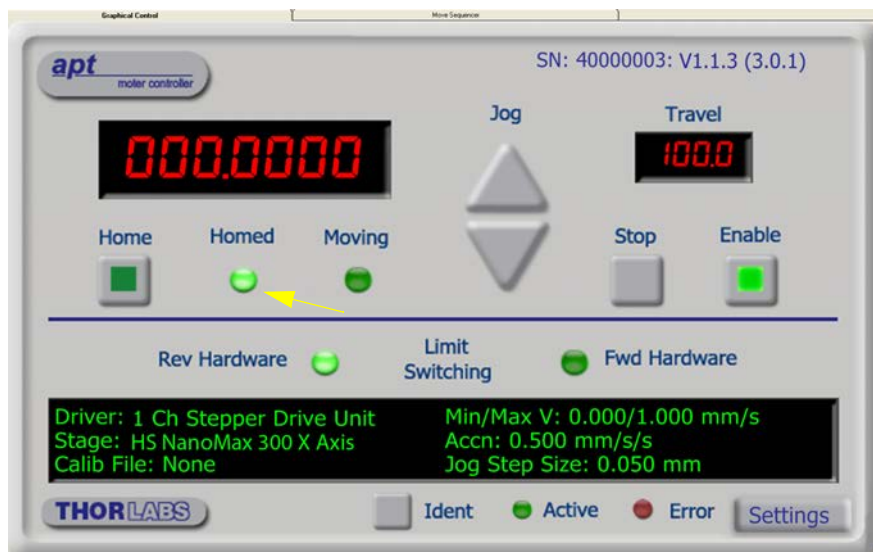 Graphical Control Move Sequencer
apt
moter controller
SN: 40000003: V1.1.3 (3.0.1)
Jog
Travel
000.0000
100.0
Home Homed Moving
Stop Enable
Rev Hardware
Limit
Switching
Fwd Hardware
Driver: 1 Ch Stepper Drive Unit
Stage: HS NanoMax 300 X Axis
Calib File: None
Min/Max V: 0.000/1.000 mm/s
Accn: 0.500 mm/s/s
Jog Step Size: 0.050 mm
THORLABS
Ident Active Error Settings